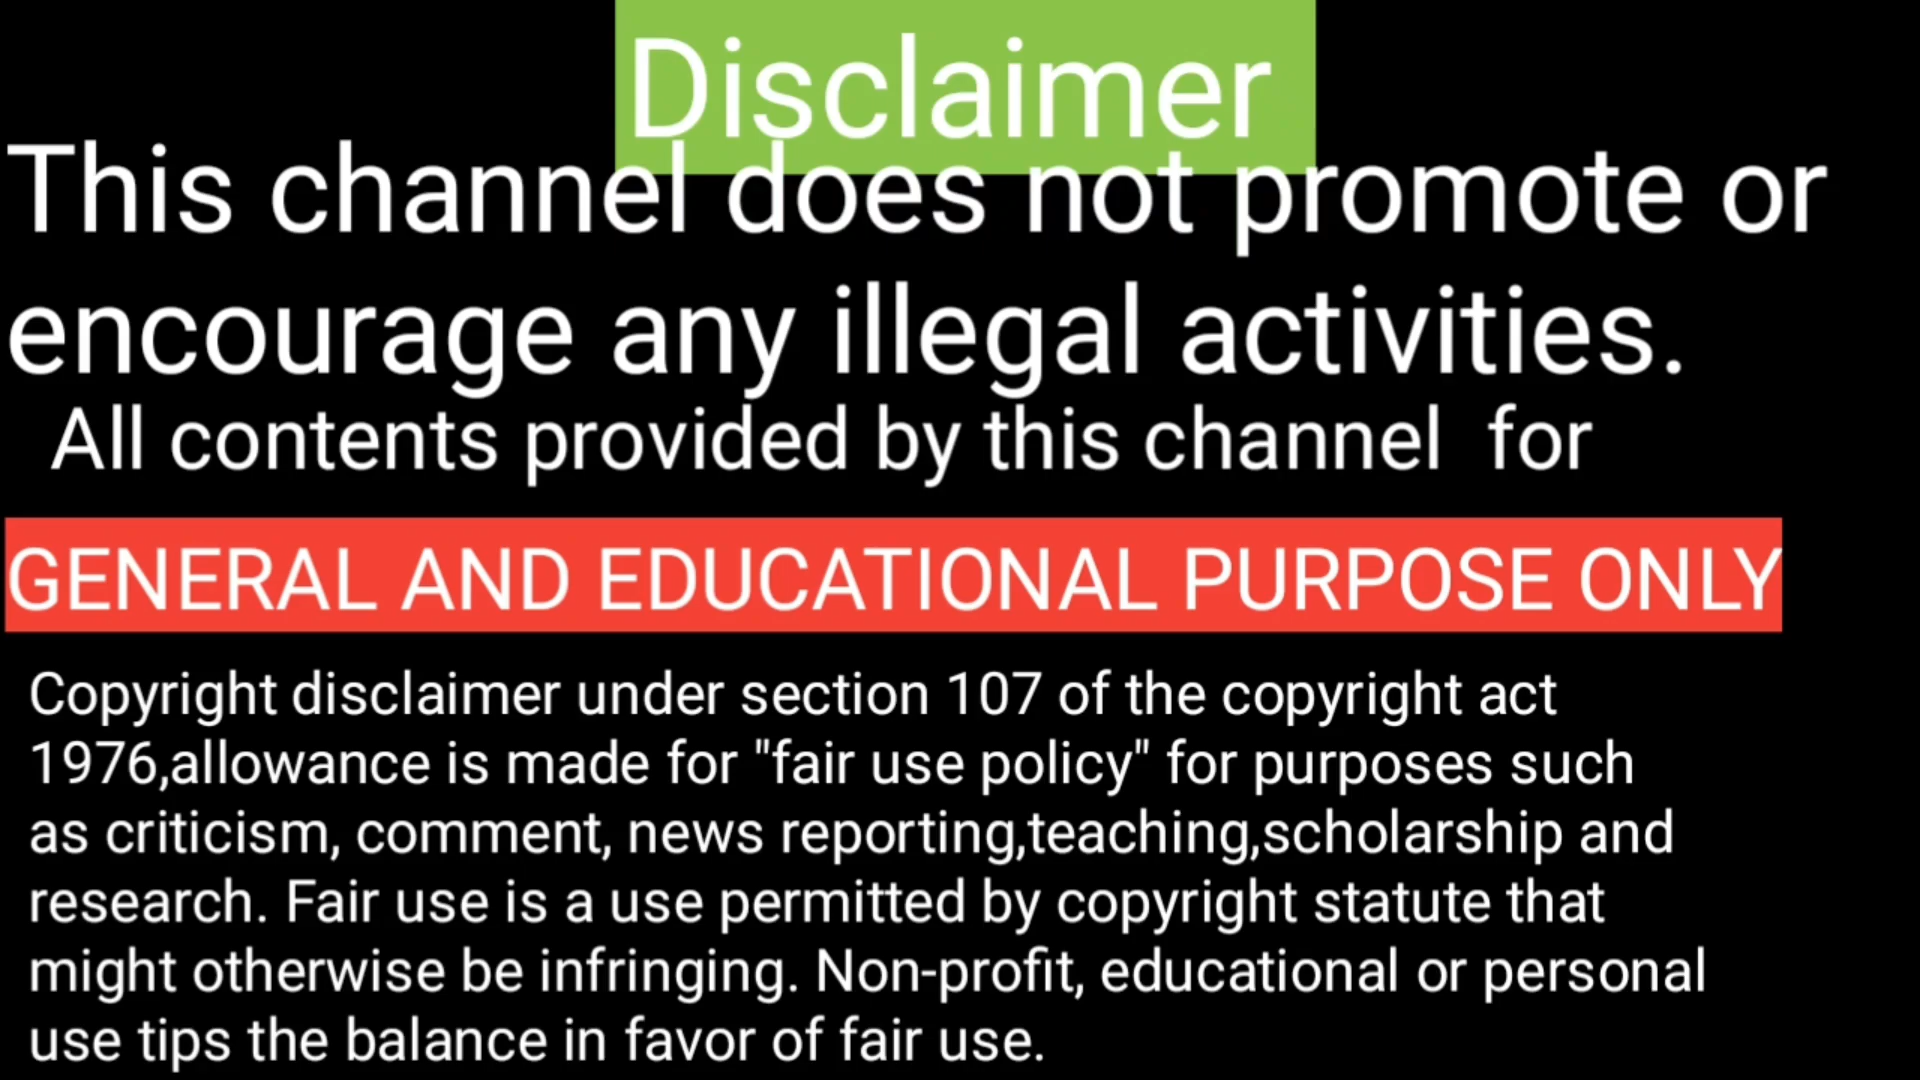 Disclaimer
This channel does not promote or
encourage any illegal activities.
All contents provided by this channel  for
GENERAL AND EDUCATIONAL PURPOSE ONLY
Copyright disclaimer under section 107 of the copyright act
1976,allowance is made for "fair use policy" for purposes such
as criticism, comment, news reporting,teaching,scholarship and
research. Fair use is a use permitted by copyright statute that
might otherwise be infringing. Non-profit, educational or personal
use tips the balance in favor of fair use.